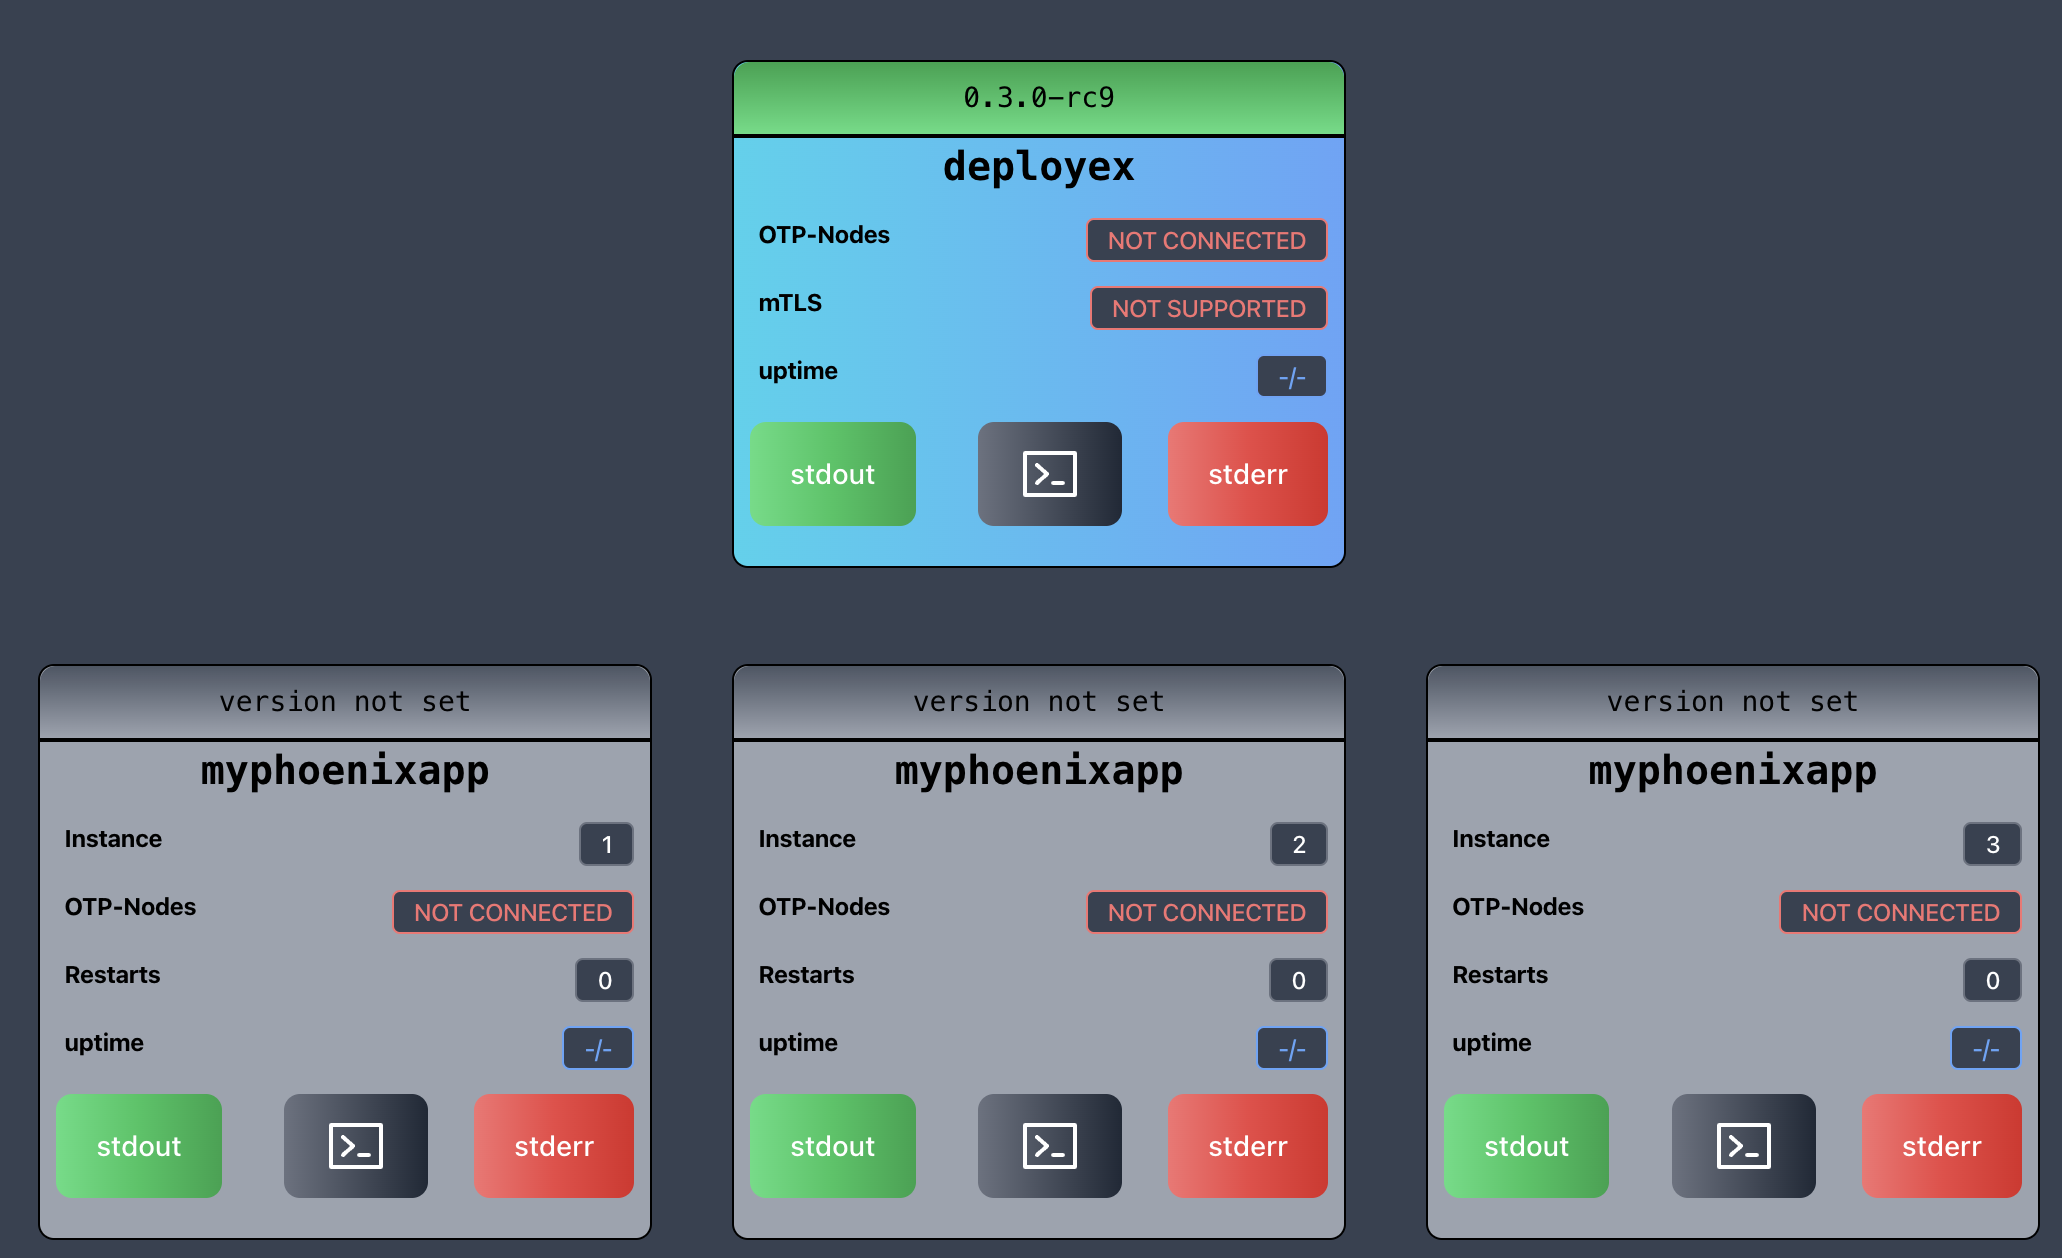 0.3.0-rc9
deployex
OTP-Nodes NOT CONNECTED
mTLS NOT SUPPORTED
uptime -/-
stdout >_ stderr
version not set
myphoenixapp
Instance 1
OTP-Nodes NOT CONNECTED
Restarts 0
uptime -/-
stdout >_ stderr
version not set
myphoenixapp
Instance 2
OTP-Nodes NOT CONNECTED
Restarts 0
uptime -/-
stdout >_ stderr
version not set
myphoenixapp
Instance 3
OTP-Nodes NOT CONNECTED
Restarts 0
uptime -/-
stdout >_ stderr